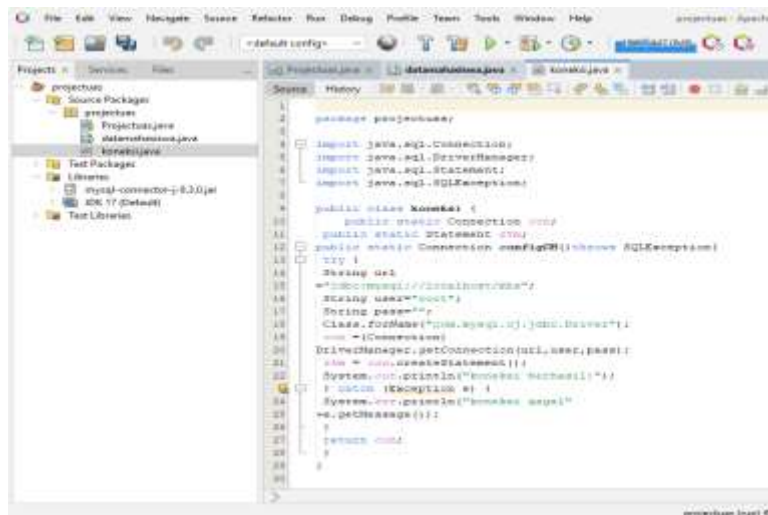 File Edit View Navigate Source Refactor Run Debug Profile Team Tools Window Help
projectuas - Apache
<default config>
Projects × Services Files
Projectuas.java × datamahasiswa.java × koneksi.java ×
projectuas
Source Packages
projectuas
Projectuas.java
datamahasiswa.java
koneksi.java
Test Packages
Libraries
mysql-connector-j-8.3.0.jar
JDK 17 (Default)
Test Libraries
Source History
1
2 package projectuas;
3
4 import java.sql.Connection;
5 import java.sql.DriverManager;
6 import java.sql.Statement;
7 import java.sql.SQLException;
8
9 public class koneksi {
10 public static Connection con;
11 public static Statement stm;
12 public static Connection configDB()throws SQLException{
13 try {
14 String url
15 ="jdbc:mysql://localhost/
16 String user="root";
17 String pass="";
18 Class.forName("com.mysql.cj.jdbc.Driver");
19 con =(Connection)
20 DriverManager.getConnection(url,user,pass);
21 stm = con.createStatement();
22 System.out.println("koneksi berhasil;");
} catch (Exception e) {
24 System.err.println("koneksi gagal"
25 +e.getMessage());
26 }
27 return con;
28 }
29 }
30